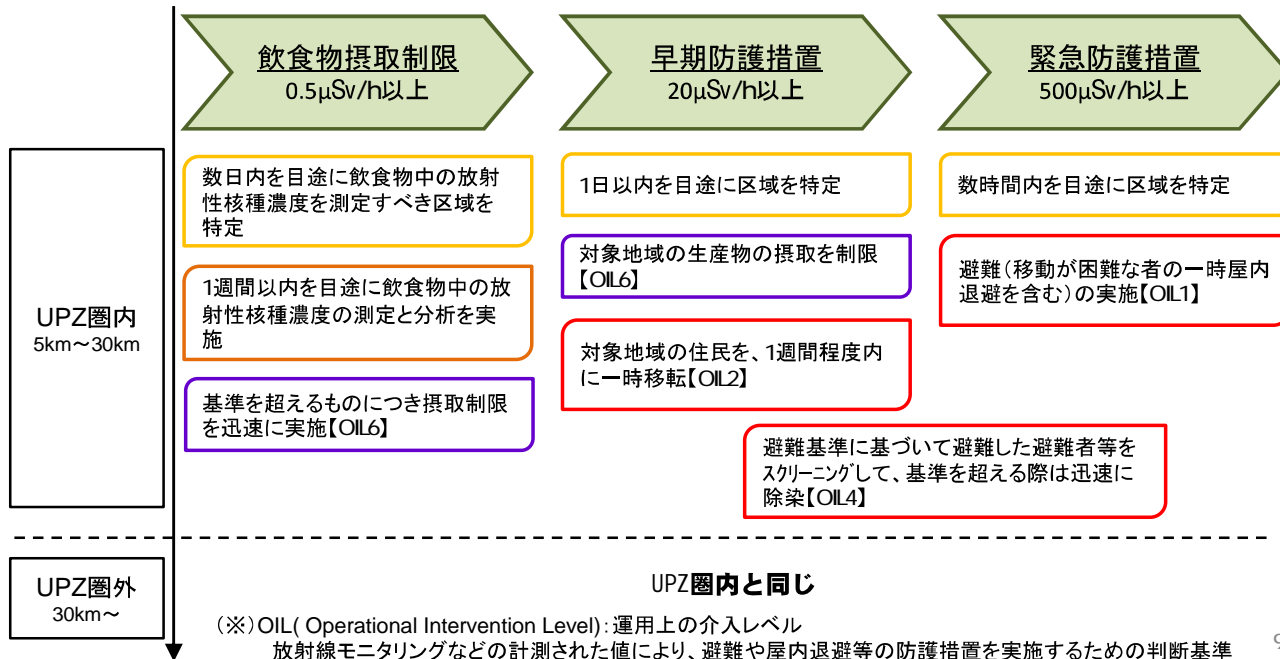 飲食物摂取制限
0.5μSv/h以上
早期防護措置
20μSv/h以上
緊急防護措置
500μSv/h以上
UPZ圏内
5km～30km
数日内を目途に飲食物中の放射
性核種濃度を測定すべき区域を
特定
1週間以内を目途に飲食物中の放
射性核種濃度の測定と分析を実
施
基準を超えるものにつき摂取制限
を迅速に実施【OIL6】
1日以内を目途に区域を特定
対象地域の生産物の摂取を制限
【OIL6】
対象地域の住民を、1週間程度内
に一時移転【OIL2】
数時間内を目途に区域を特定
避難（移動が困難な者の一時屋内
退避を含む）の実施【OIL1】
避難基準に基づいて避難した避難者等を
スクリーニングして、基準を超える際は迅速に
除染【OIL4】
UPZ圏外
30km～
UPZ圏内と同じ
（※）OIL( Operational Intervention Level)：運用上の介入レベル
放射線モニタリングなどの計測された値により、避難や屋内退避等の防護措置を実施するための判断基準